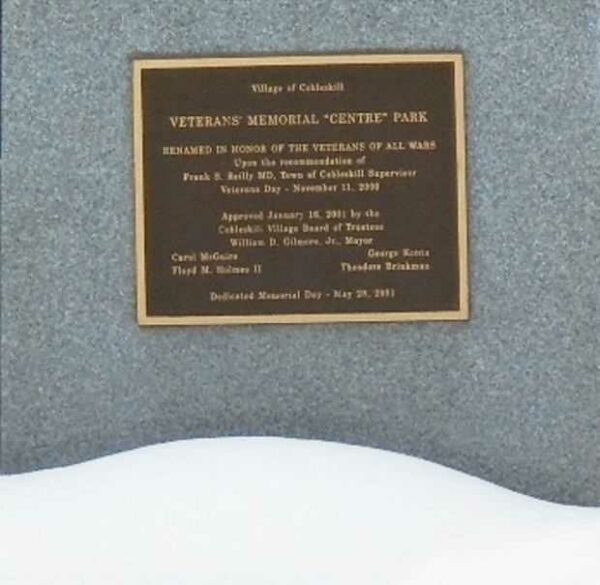 Village of Cobleskill
VETERANS' MEMORIAL "CENTRE" PARK
RENAMED IN HONOR OF THE VETERANS OF ALL WARS
Upon the recommendation of
Frank S. Reilly MD, Town of Cobleskill Supervisor
Veterans Day - November 11, 2000
Approved January 16, 2001 by the
Cobleskill Village Board of Trustees
William D. Gilmore, Jr., Mayor
Carol McGuire George
Floyd M. Holmes II Theodore Brinkman
Dedicated Memorial Day - May 28, 2001